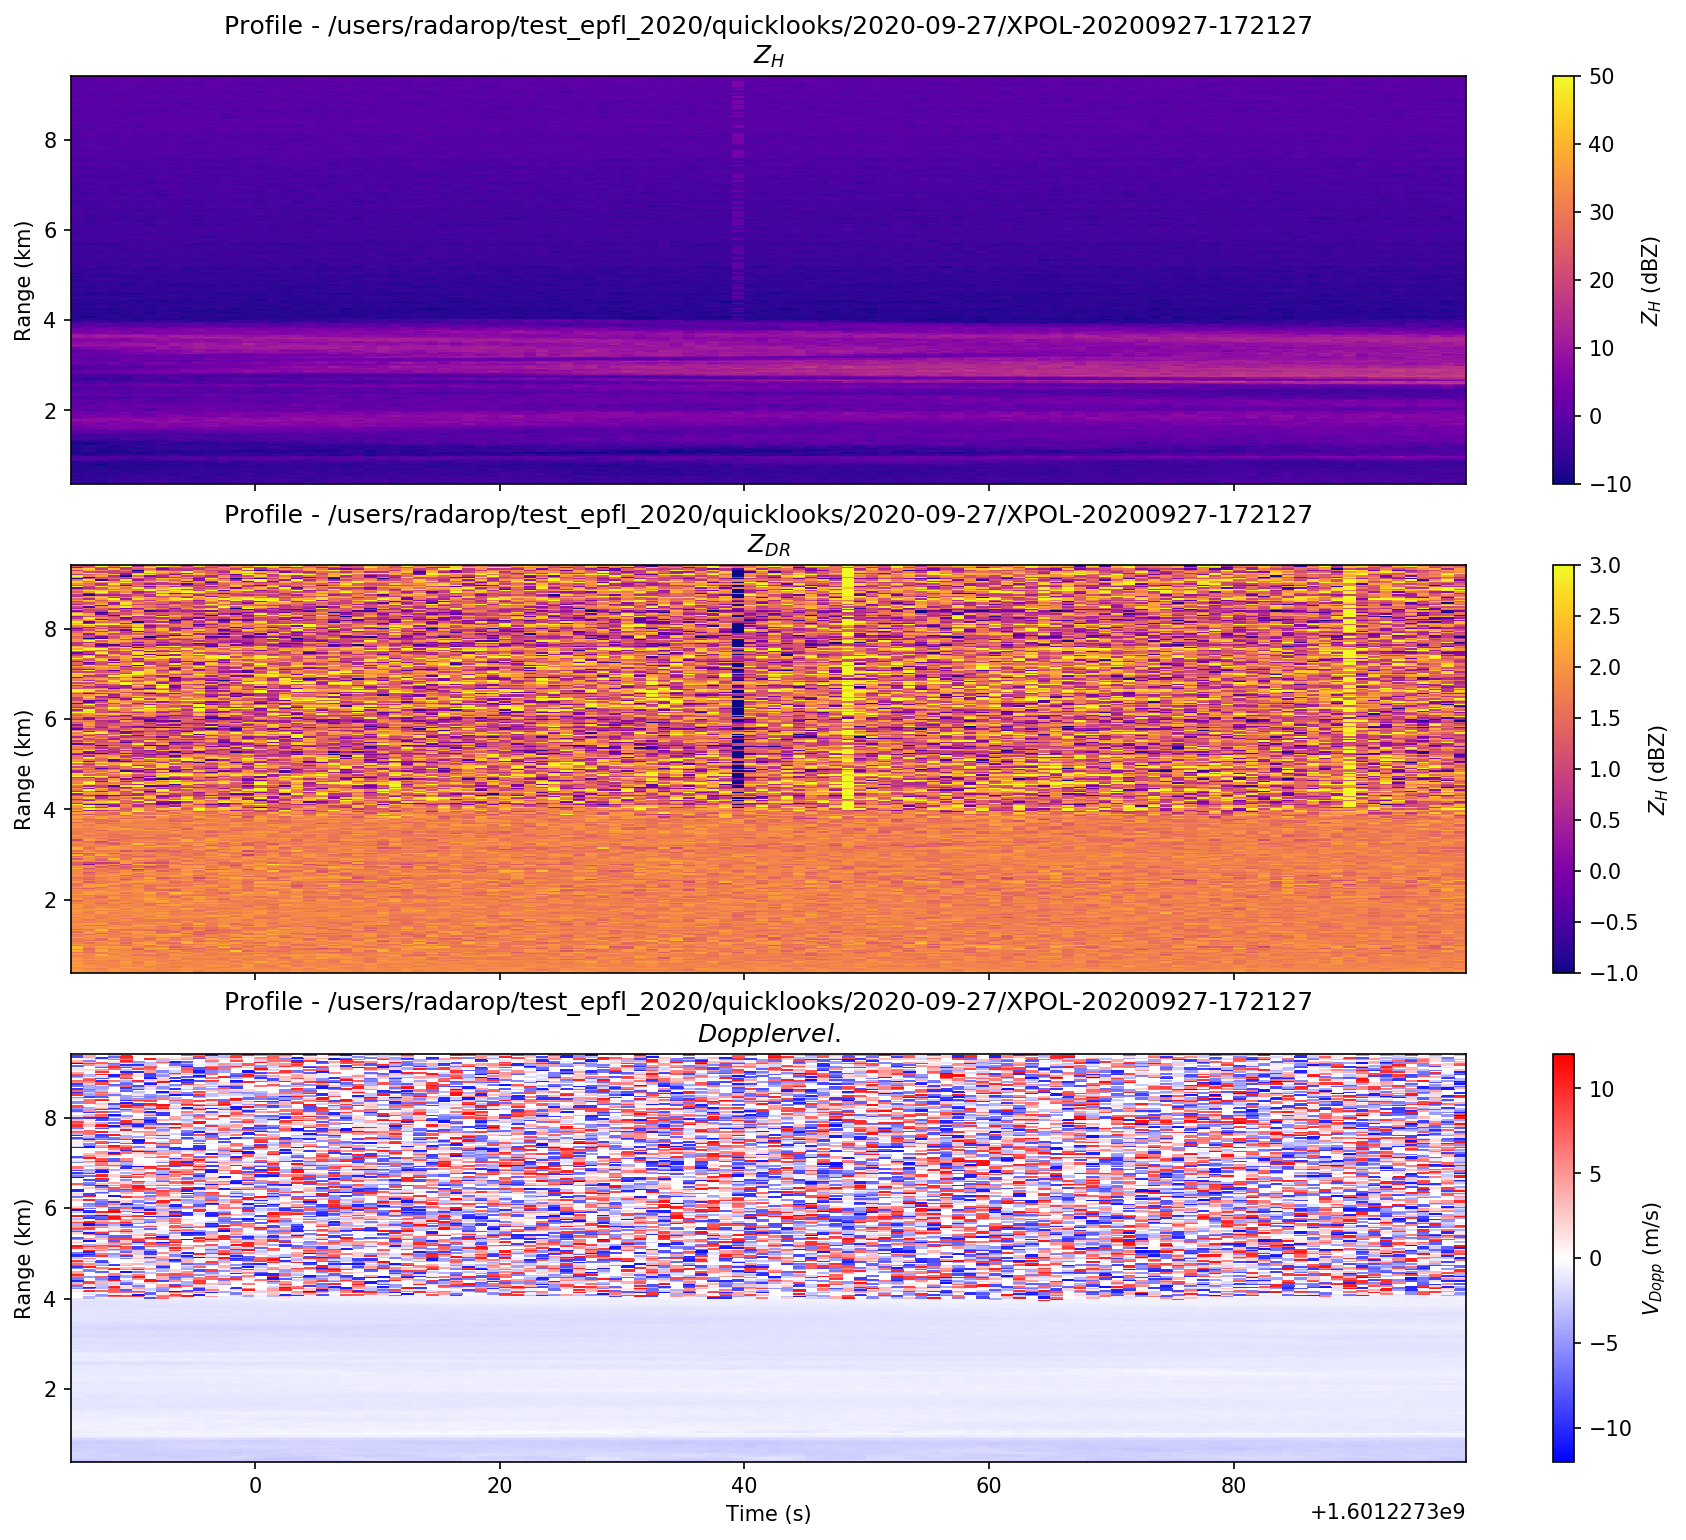 Profile - /users/radarop/test_epfl_2020/quicklooks/2020-09-27/XPOL-20200927-172127
Z_H
8
6
4
2
Range (km)
50
40
30
20
10
0
−10
Z_H (dBZ)
Profile - /users/radarop/test_epfl_2020/quicklooks/2020-09-27/XPOL-20200927-172127
Z_DR
8
6
4
2
Range (km)
3.0
2.5
2.0
1.5
1.0
0.5
0.0
−0.5
−1.0
Z_H (dBZ)
Profile - /users/radarop/test_epfl_2020/quicklooks/2020-09-27/XPOL-20200927-172127
Dopplervel.
8
6
4
2
Range (km)
10
5
0
−5
−10
V_Dopp (m/s)
0 20 40 60 80
Time (s)
+1.6012273e9